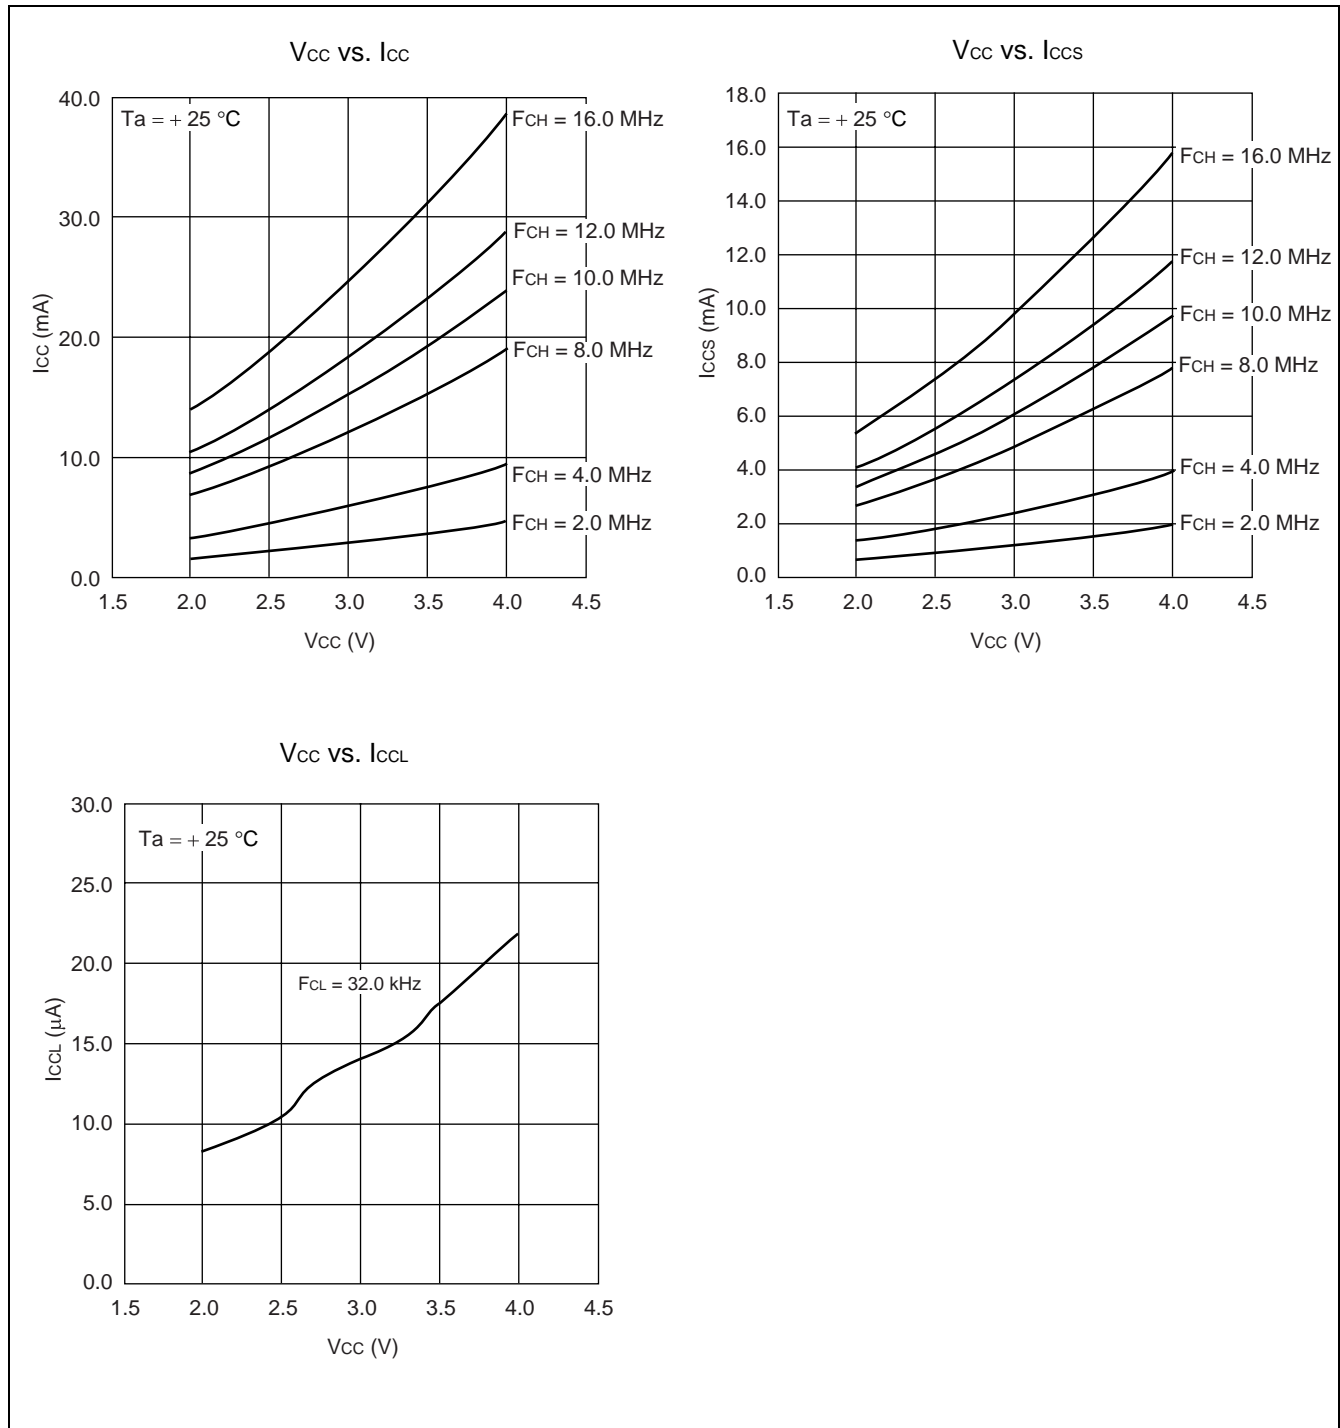 Vcc vs. Icc
40.0
30.0
20.0
10.0
0.0
Icc (mA)
Ta = + 25 °C
FCH = 16.0 MHz
FCH = 12.0 MHz
FCH = 10.0 MHz
FCH = 8.0 MHz
FCH = 4.0 MHz
FCH = 2.0 MHz
1.5 2.0 2.5 3.0 3.5 4.0 4.5
Vcc (V)
Vcc vs. Iccs
18.0
16.0
14.0
12.0
10.0
8.0
6.0
4.0
2.0
0.0
Iccs (mA)
Ta = + 25 °C
FCH = 16.0 MHz
FCH = 12.0 MHz
FCH = 10.0 MHz
FCH = 8.0 MHz
FCH = 4.0 MHz
FCH = 2.0 MHz
1.5 2.0 2.5 3.0 3.5 4.0 4.5
Vcc (V)
Vcc vs. IccL
30.0
25.0
20.0
15.0
10.0
5.0
0.0
IccL (μA)
Ta = + 25 °C
FCL = 32.0 kHz
1.5 2.0 2.5 3.0 3.5 4.0 4.5
Vcc (V)